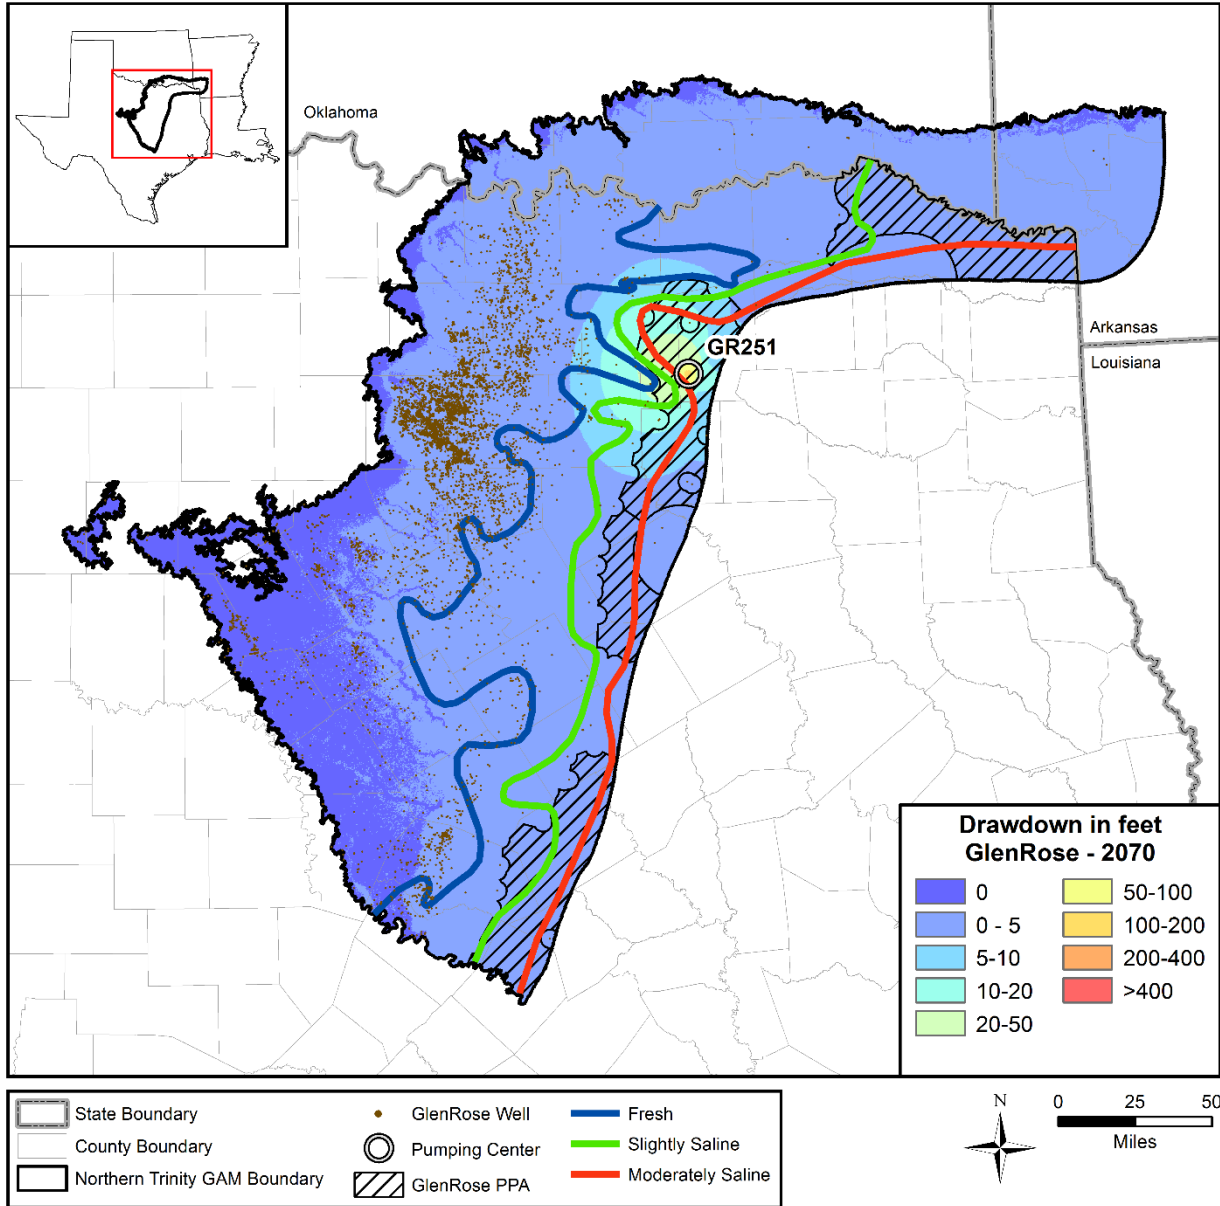 Oklahoma
Arkansas
Louisiana
GR251
Drawdown in feet
GlenRose - 2070
0
0 - 5
5-10
10-20
20-50
50-100
100-200
200-400
>400
State Boundary
County Boundary
Northern Trinity GAM Boundary
GlenRose Well
Pumping Center
GlenRose PPA
Fresh
Slightly Saline
Moderately Saline
N
0 25 50
Miles